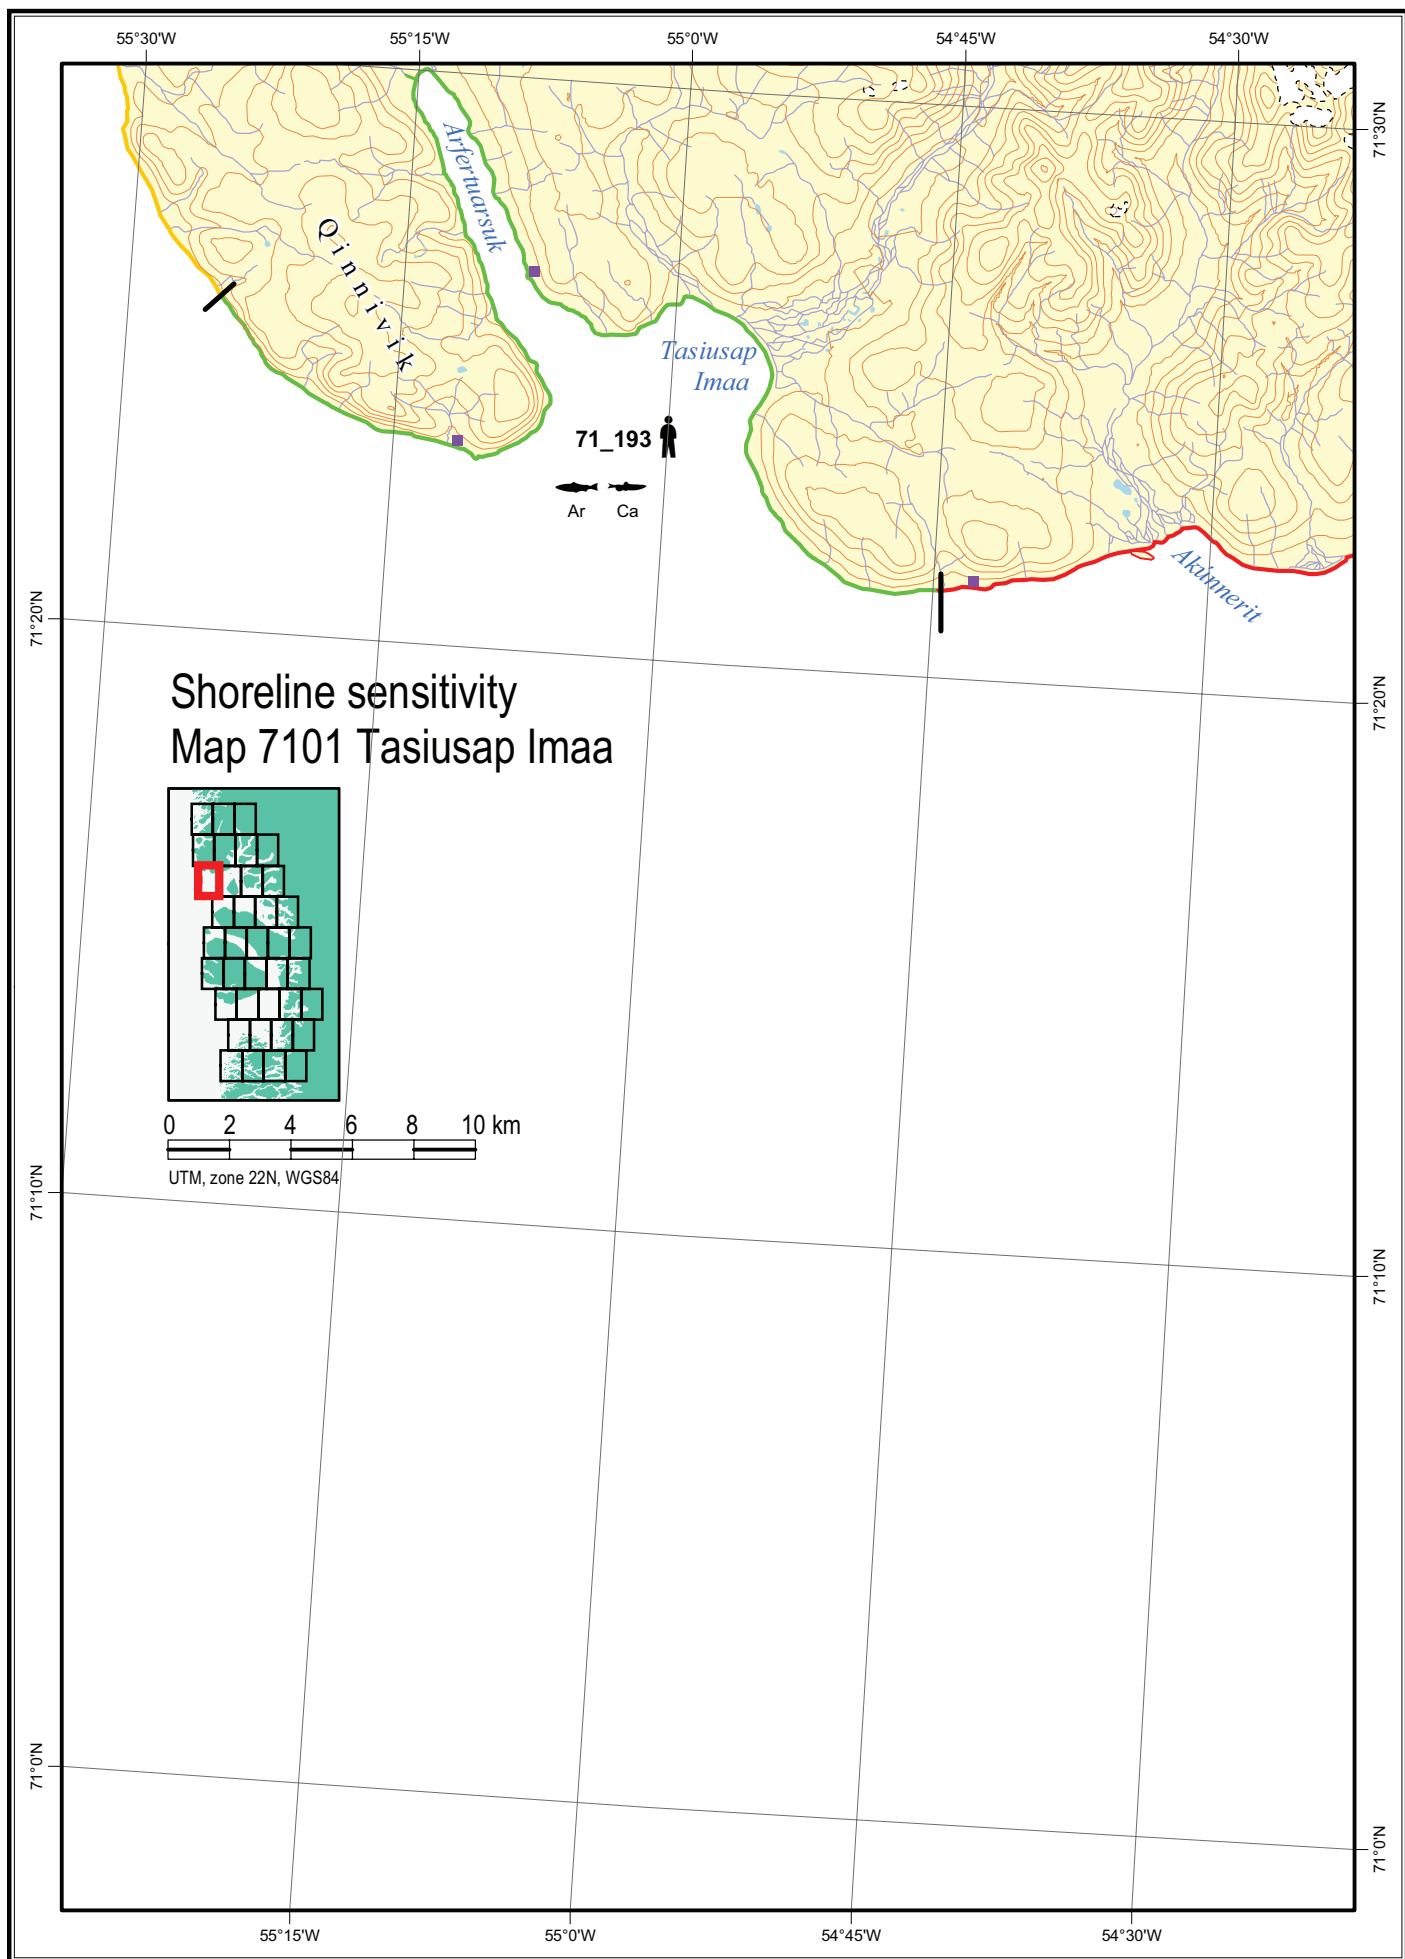 55°30'W 55°15'W 55°0'W 54°45'W 54°30'W
71°30'N
Arfertuarsuk
Qinnivik
Tasiusap
Imaa
71_193
Ar Ca
Akúnnerit
71°20'N
71°20'N
Shoreline sensitivity
Map 7101 Tasiusap Imaa
0 2 4 6 8 10 km
UTM, zone 22N, WGS84
71°10'N
71°10'N
71°0'N
71°0'N
55°15'W 55°0'W 54°45'W 54°30'W